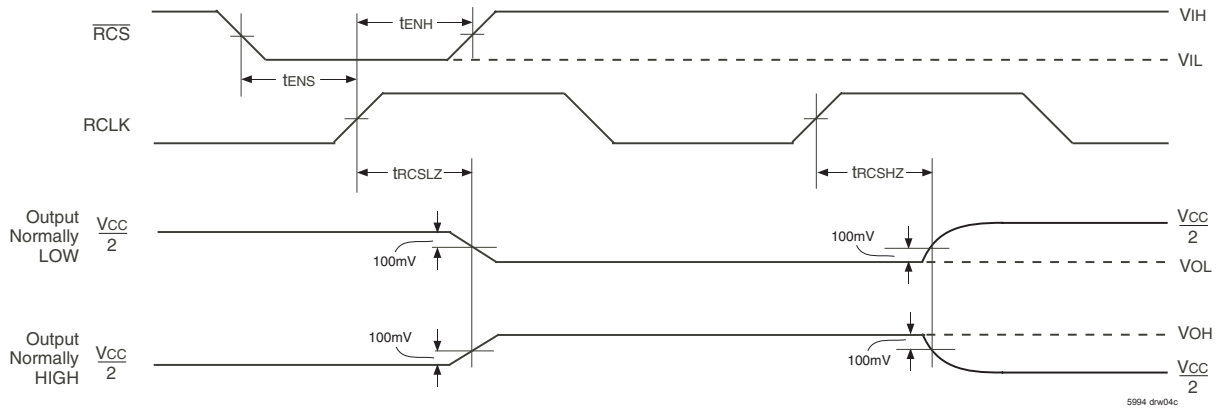 RCS
tENH
VIH
VIL
tENS
RCLK
tRCSLZ
tRCSHZ
Output
Normally
LOW
VCC
2
100mV
100mV
VCC
2
VOL
Output
Normally
HIGH
VCC
2
100mV
100mV
VOH
VCC
2
5994 drw04c